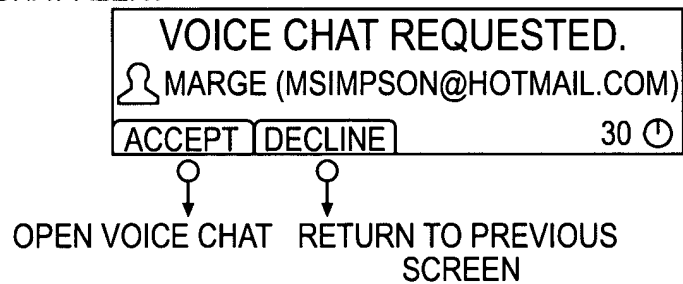 VOICE CHAT REQUESTED.
MARGE (MSIMPSON@HOTMAIL.COM)
ACCEPT DECLINE 30
OPEN VOICE CHAT RETURN TO PREVIOUS
SCREEN